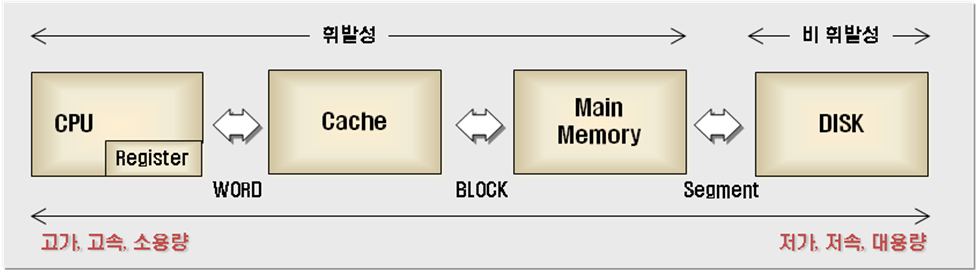 휘발성 비 휘발성
CPU
Register
Cache
Main
Memory
DISK
WORD BLOCK Segment
고가, 고속, 소용량 저가, 저속, 대용량